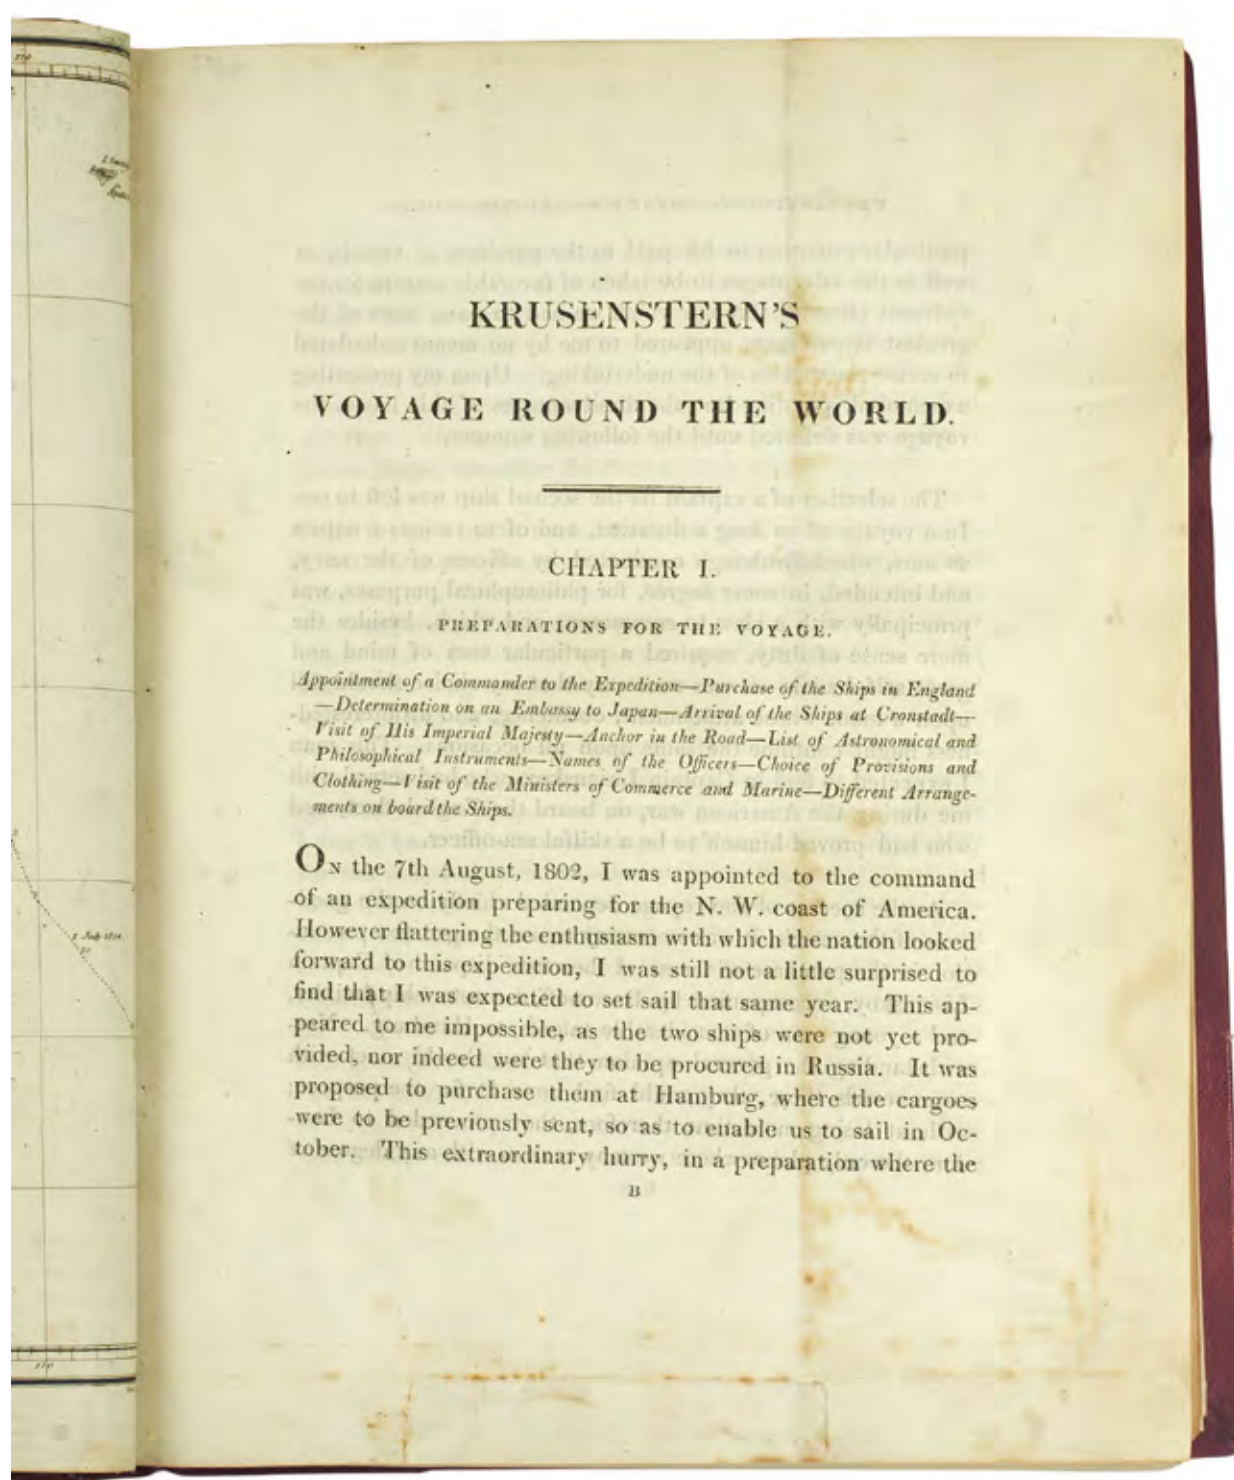 KRUSENSTERN'S
VOYAGE ROUND THE WORLD.
CHAPTER I.
PREPARATIONS FOR THE VOYAGE.
Appointment of a Commander to the Expedition—Purchase of the Ships in England
—Determination on an Embassy to Japan—Arrival of the Ships at Cronstadt—
Visit of His Imperial Majesty—Anchor in the Road—List of Astronomical and
Philosophical Instruments—Names of the Officers—Choice of Provisions and
Clothing—Visit of the Ministers of Commerce and Marine—Different Arrange-
ments on board the Ships.
ON the 7th August, 1802, I was appointed to the command
of an expedition preparing for the N. W. coast of America.
However flattering the enthusiasm with which the nation looked
forward to this expedition, I was still not a little surprised to
find that I was expected to set sail that same year. This ap-
peared to me impossible, as the two ships were not yet pro-
vided, nor indeed were they to be procured in Russia. It was
proposed to purchase them at Hamburg, where the cargoes
were to be previously sent, so as to enable us to sail in Oc-
tober. This extraordinary hurry, in a preparation where the
B